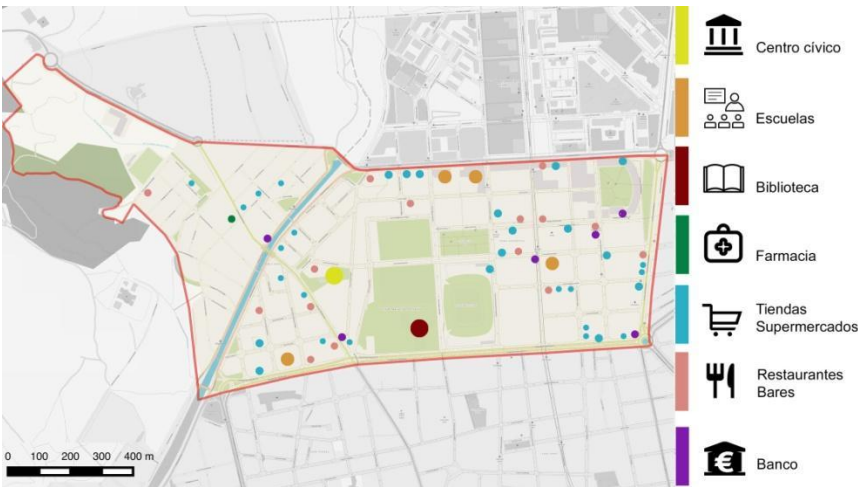 Centro cívico
Escuelas
Biblioteca
Farmacia
Tiendas
Supermercados
Restaurantes
Bares
€
Banco
0 100 200 300 400 m